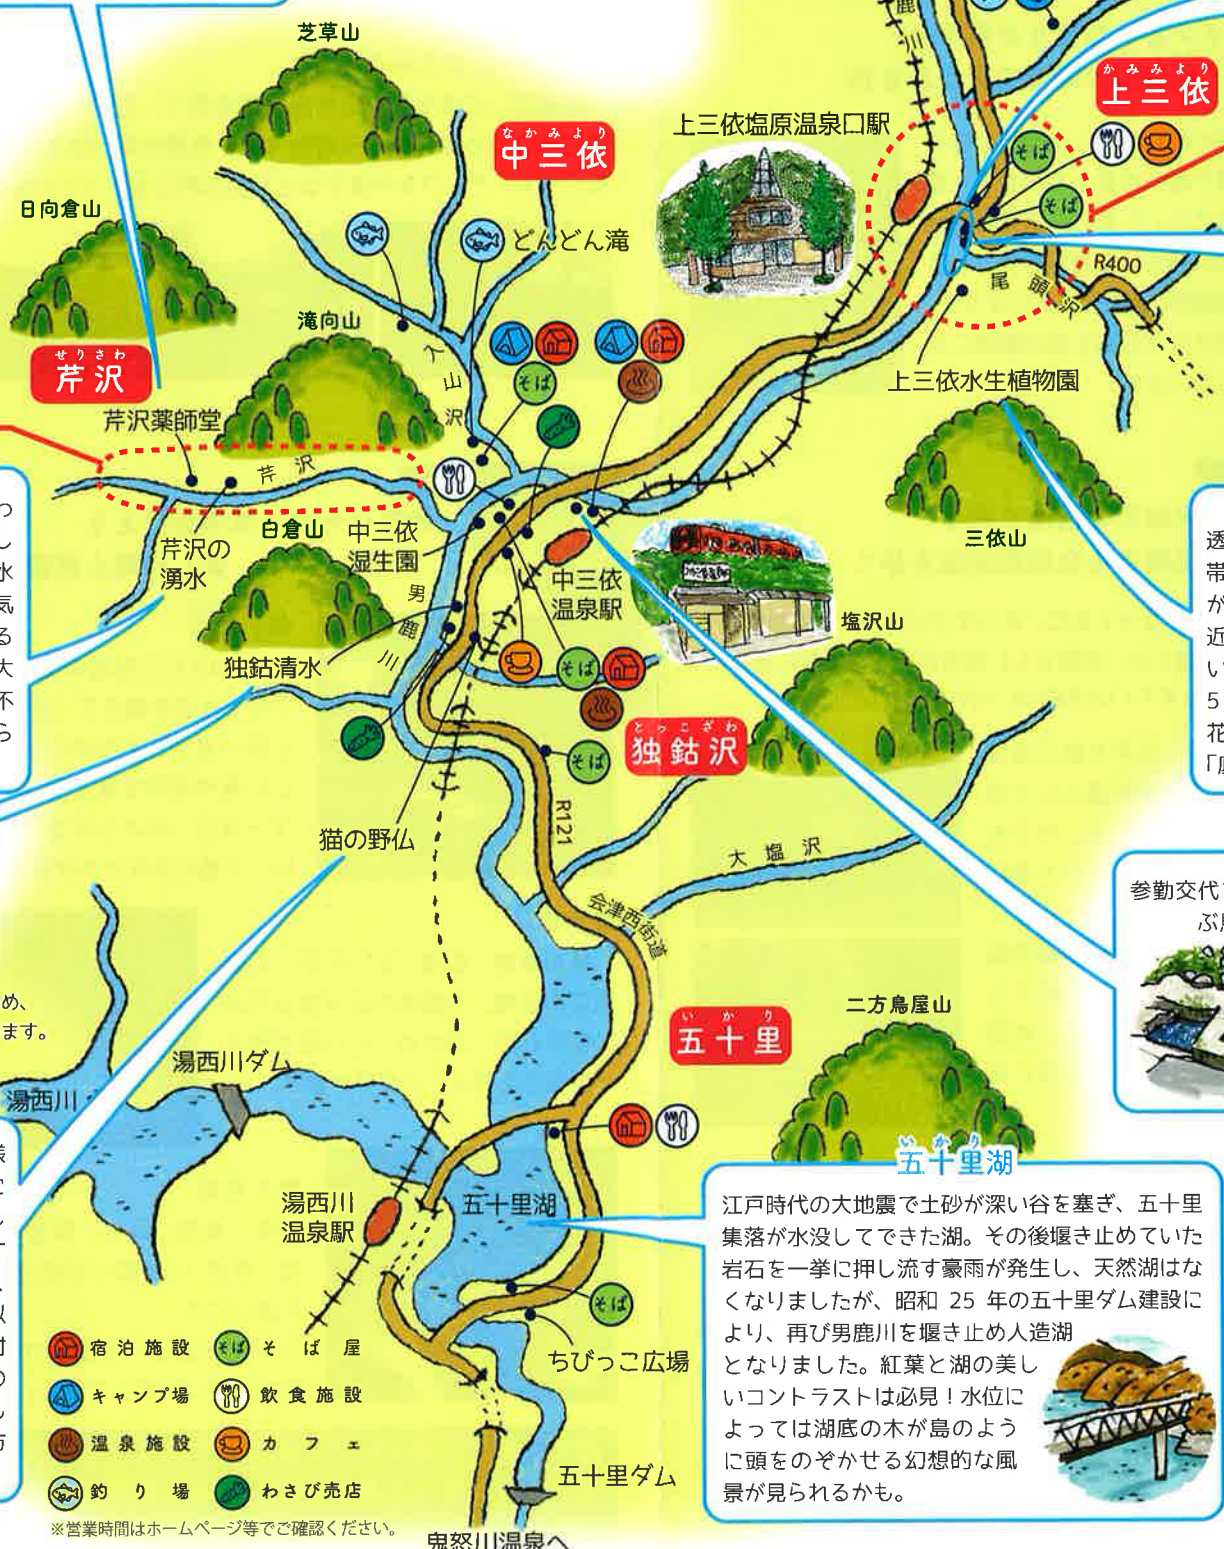 芝草山
鹿川
かみみより
上三依
なかみより
中三依
上三依塩原温泉口駅
そば
そば
日向倉山
どんどん滝
R400
尾頭沢
滝向山
入山沢
せりさわ
芹沢
そば
上三依水生植物園
芹沢薬師堂
芹沢
白倉山
中三依
湿生園
三依山
芹沢の
湧水
中三依
温泉駅
男鹿川
塩沢山
独鈷清水
そば
とっこざわ
独鈷沢
そば
R121
猫の野仏
大塩沢
会津西街道
つ
し
水
気
る
大
不
ら
透
帯
が
近
い
5
花
参勤交代
ぶ
め、
ます。
いかり
五十里
二方鳥屋山
湯西川ダム
湯西川
湯西川
温泉駅
五十里湖
そば
ちびっこ広場
五十里ダム
鬼怒川温泉へ
いかり
五十里湖
江戸時代の大地震で土砂が深い谷を塞ぎ、五十里
集落が水没してできた湖。その後堰き止めていた
岩石を一挙に押し流す豪雨が発生し、天然湖はな
くなりましたが、昭和 25 年の五十里ダム建設に
より、再び男鹿川を堰き止め人造湖
となりました。紅葉と湖の美し
いコントラストは必見！水位に
よっては湖底の木が島のよう
に頭をのぞかせる幻想的な風
景が見られるかも。
宿泊施設
そば そば屋
キャンプ場
飲食施設
温泉施設
カフェ
釣り場
わさび売店
※営業時間はホームページ等でご確認ください。